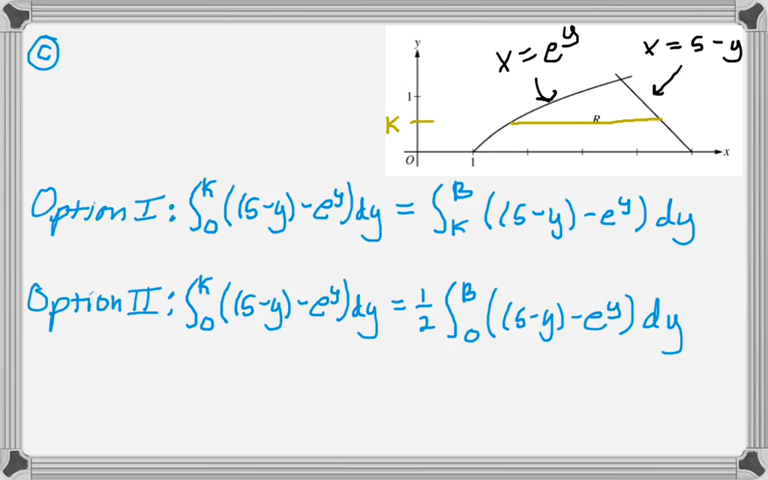 C
y
x = e^y
x = 5 - y
1
K
R
O
1
x
Option I: ∫_0^K ((5-y) - e^y) dy = ∫_K^B ((5-y) - e^y) dy
Option II: ∫_0^K ((5-y) - e^y) dy = 1/2 ∫_0^B ((5-y) - e^y) dy